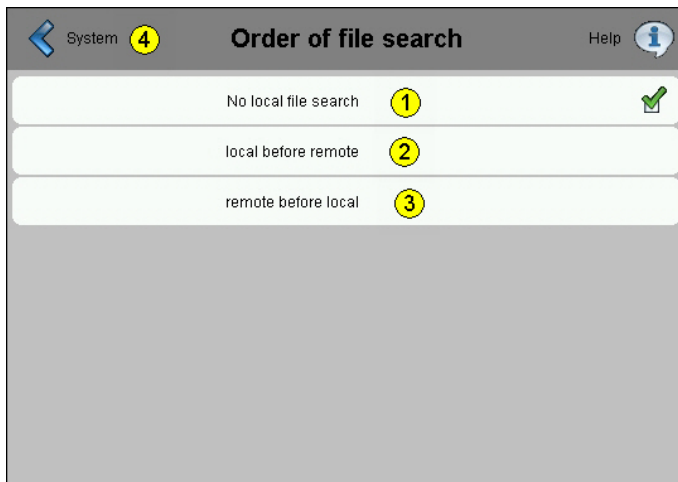 System 4 Order of file search Help
No local file search 1
local before remote 2
remote before local 3